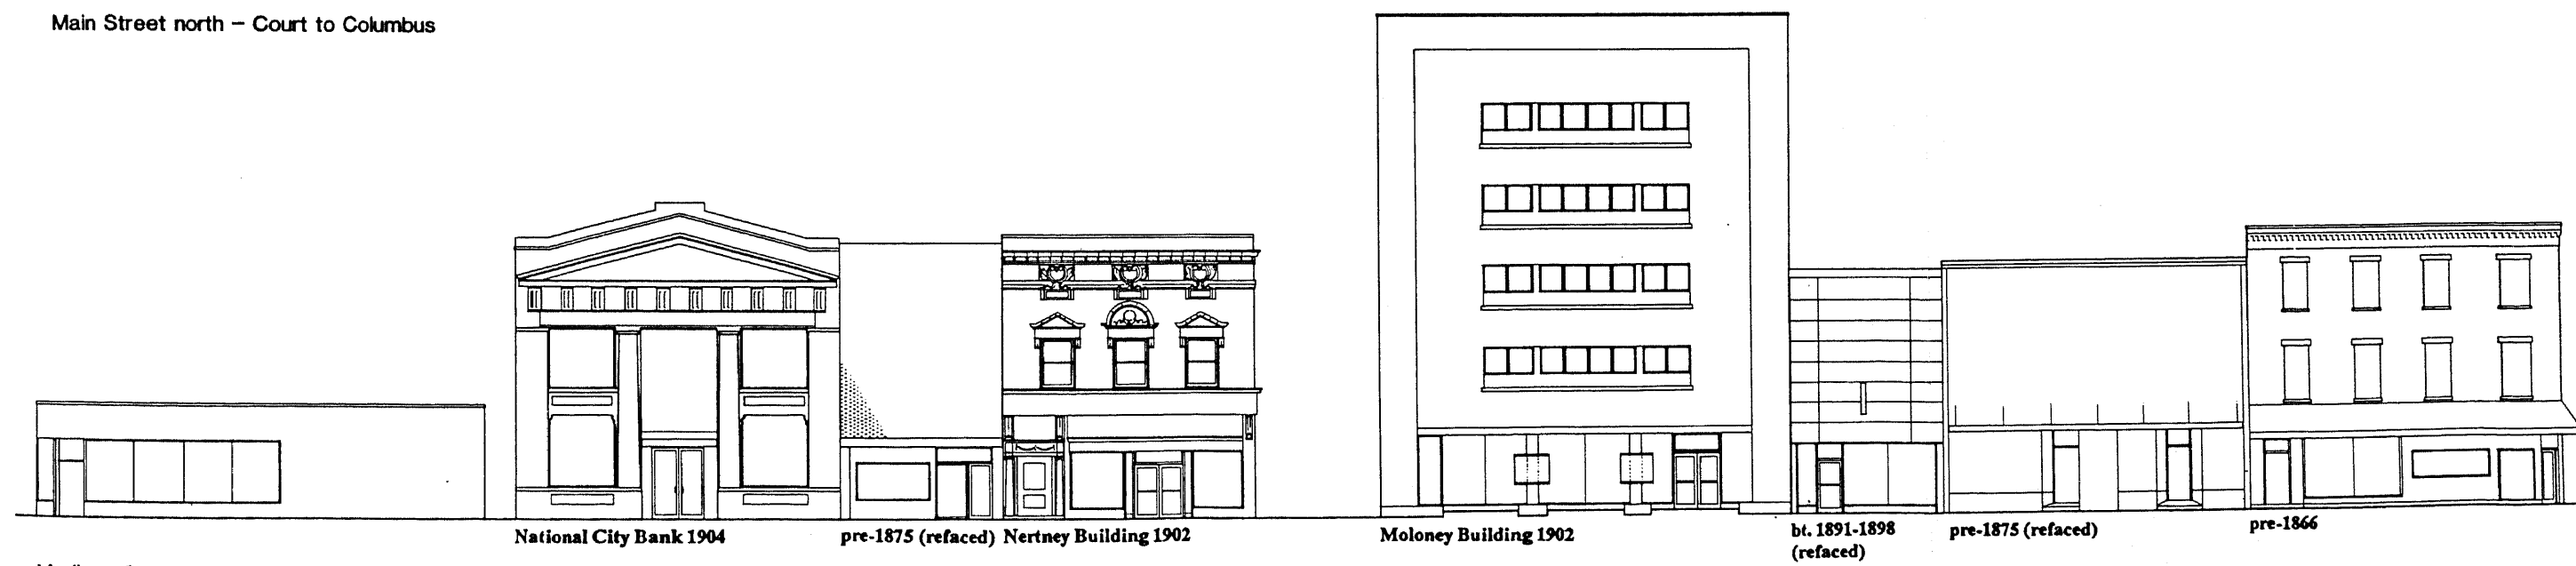 Main Street north – Court to Columbus
National City Bank 1904
pre-1875 (refaced)
Nertney Building 1902
Moloney Building 1902
bt. 1891-1898
(refaced)
pre-1875 (refaced)
pre-1866